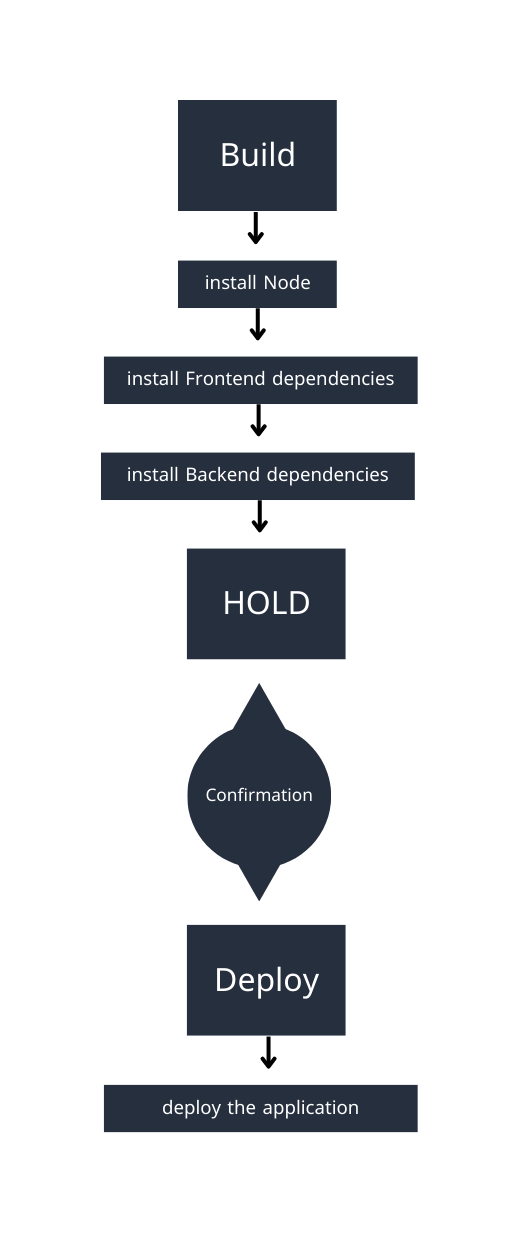 Build
install Node
install Frontend dependencies
install Backend dependencies
HOLD
Confirmation
Deploy
deploy the application